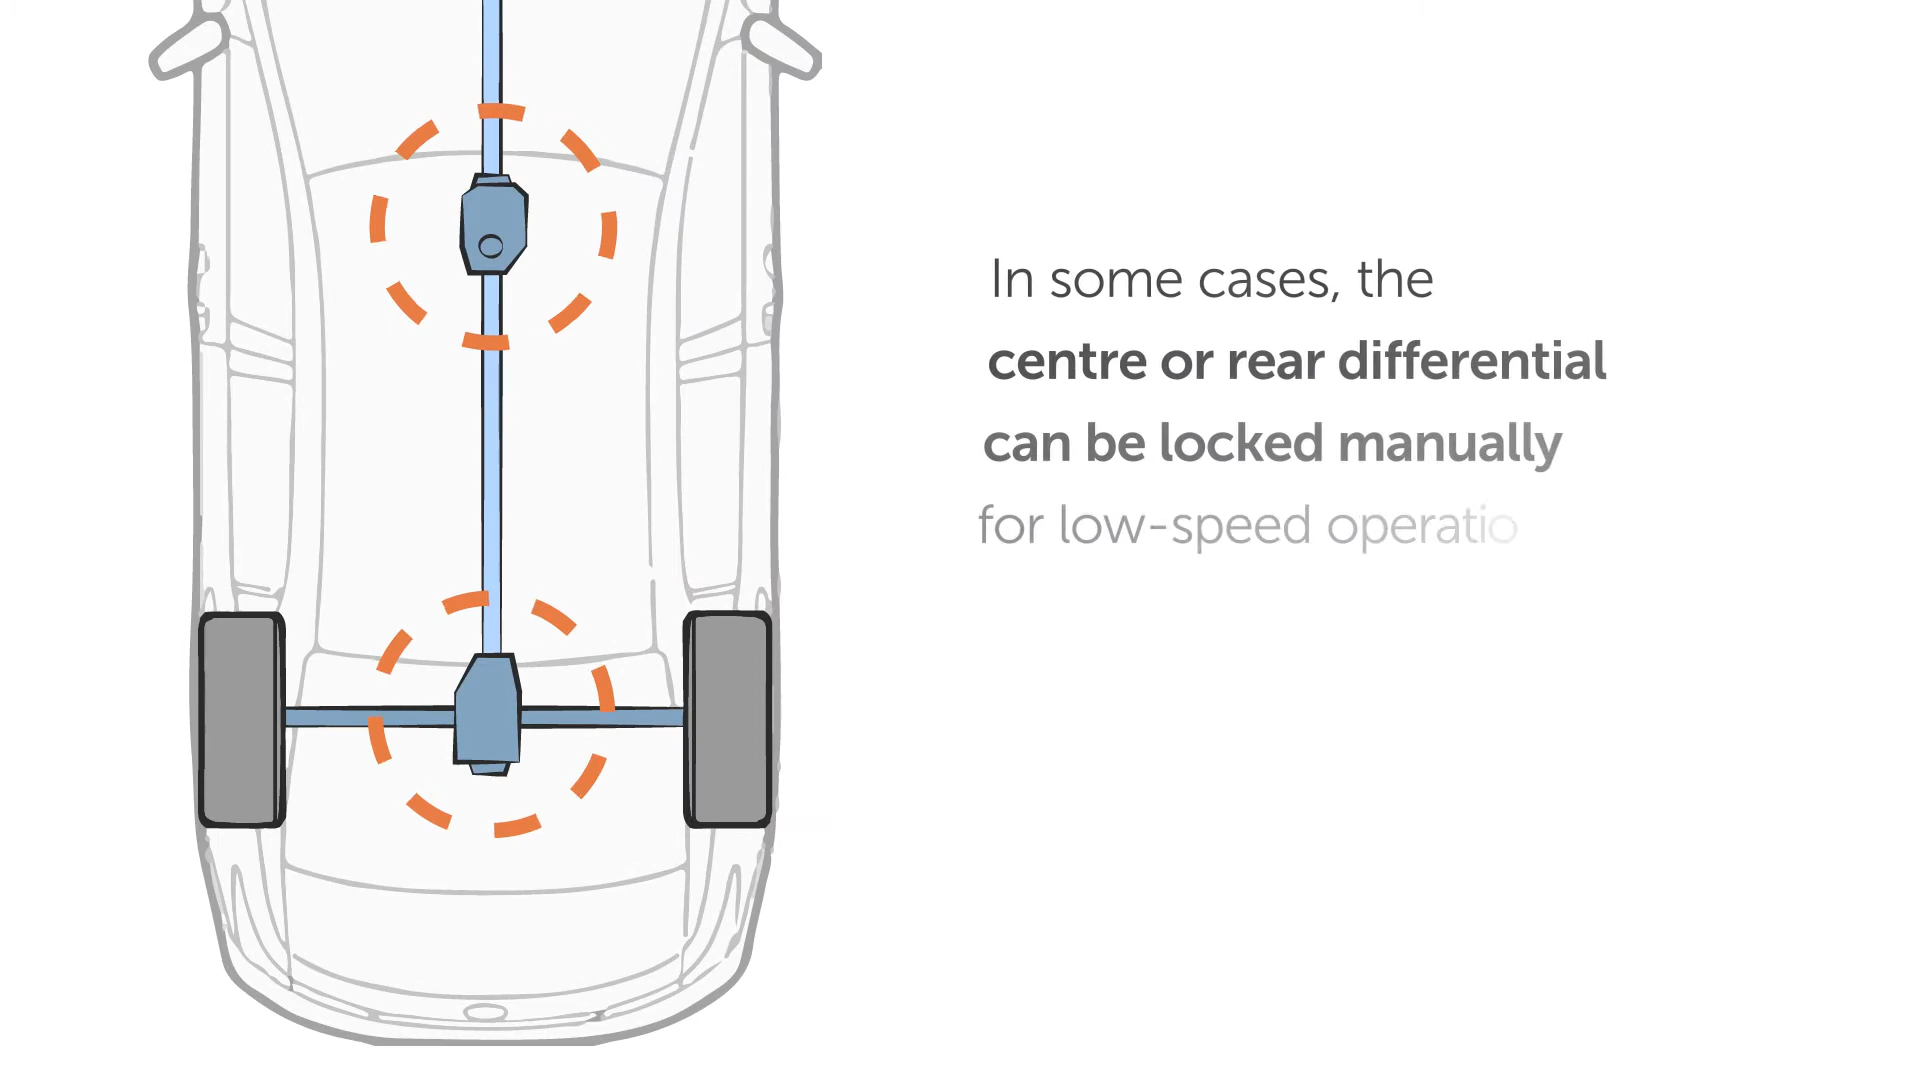 In some cases, the
centre or rear differential
can be locked manually
for low-speed operatio